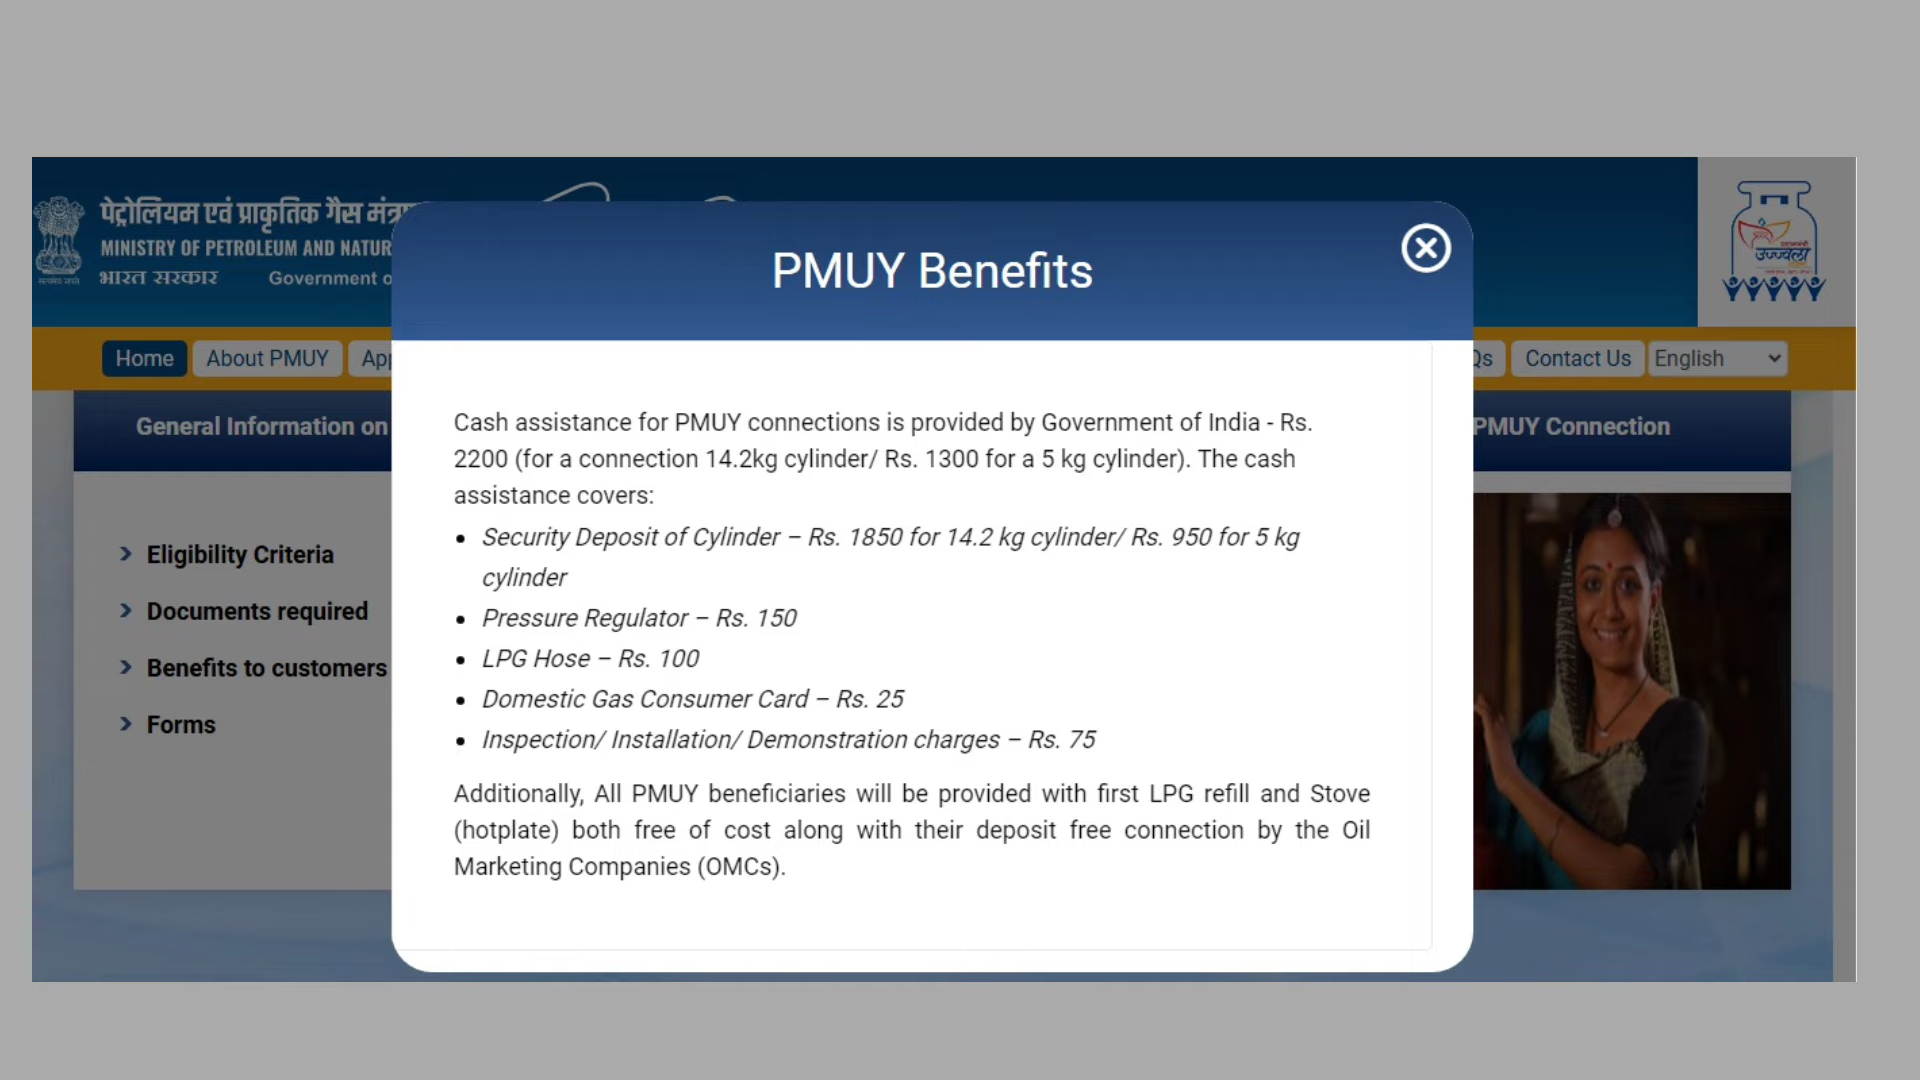 पेट्रोलियम एवं प्राकृतिक गैस
MINISTRY OF PETROLEUM AND
भारत सरकार Government
PMUY Benefits
उज्ज्वला
Home About PMUY Contact Us English
General Information on
PMUY Connection
Cash assistance for PMUY connections is provided by Government of India - Rs.
2200 (for a connection 14.2kg cylinder/ Rs. 1300 for a 5 kg cylinder). The cash
assistance covers:
• Security Deposit of Cylinder – Rs. 1850 for 14.2 kg cylinder/ Rs. 950 for 5 kg
cylinder
• Pressure Regulator – Rs. 150
• LPG Hose – Rs. 100
• Domestic Gas Consumer Card – Rs. 25
• Inspection/ Installation/ Demonstration charges – Rs. 75
Additionally, All PMUY beneficiaries will be provided with first LPG refill and Stove
(hotplate) both free of cost along with their deposit free connection by the Oil
Marketing Companies (OMCs).
Eligibility Criteria
Documents required
Benefits to customers
Forms